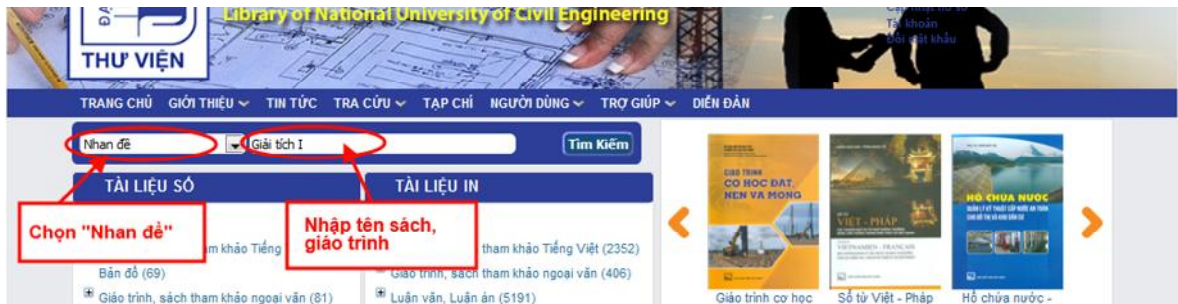 Library of National University of Civil Engineering
THƯ VIỆN
Tài khoản
Đổi mật khẩu
TRANG CHỦ GIỚI THIỆU TIN TỨC TRA CỨU TẠP CHÍ NGƯỜI DÙNG TRỢ GIÚP DIỄN ĐÀN
Nhan đề Giải tích I Tìm Kiếm
TÀI LIỆU SỐ TÀI LIỆU IN
Chọn "Nhan đề"
Nhập tên sách,
giáo trình
tham khảo Tiếng
tham khảo Tiếng Việt (2352)
Bản đồ (69)
Giáo trình, sách tham khảo ngoại văn (406)
Giáo trình, sách tham khảo ngoại văn (81)
Luận văn, Luận án (5191)
GIÁO TRÌNH
CƠ HỌC ĐẤT,
NỀN VÀ MÓNG
VIỆT - PHÁP
VIETNAMIEN - FRANÇAIS
HỒ CHỨA NƯỚC
Giáo trình cơ học
Sổ từ Việt - Pháp
Hồ chứa nước -